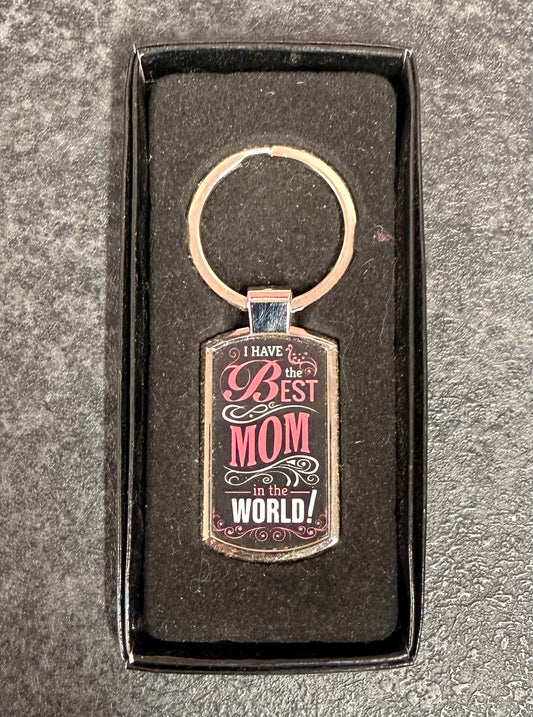 I HAVE
the
BEST
MOM
in the
WORLD!